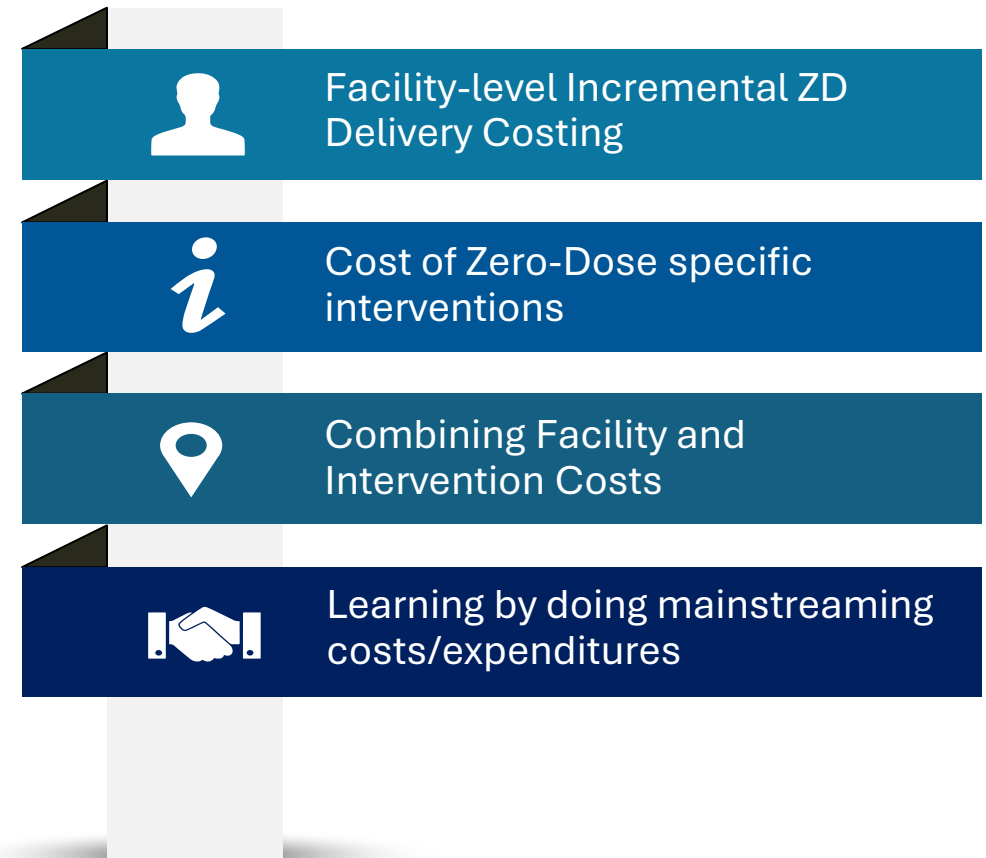 Facility-level Incremental ZD
Delivery Costing
Cost of Zero-Dose specific
interventions
Combining Facility and
Intervention Costs
Learning by doing mainstreaming
costs/expenditures